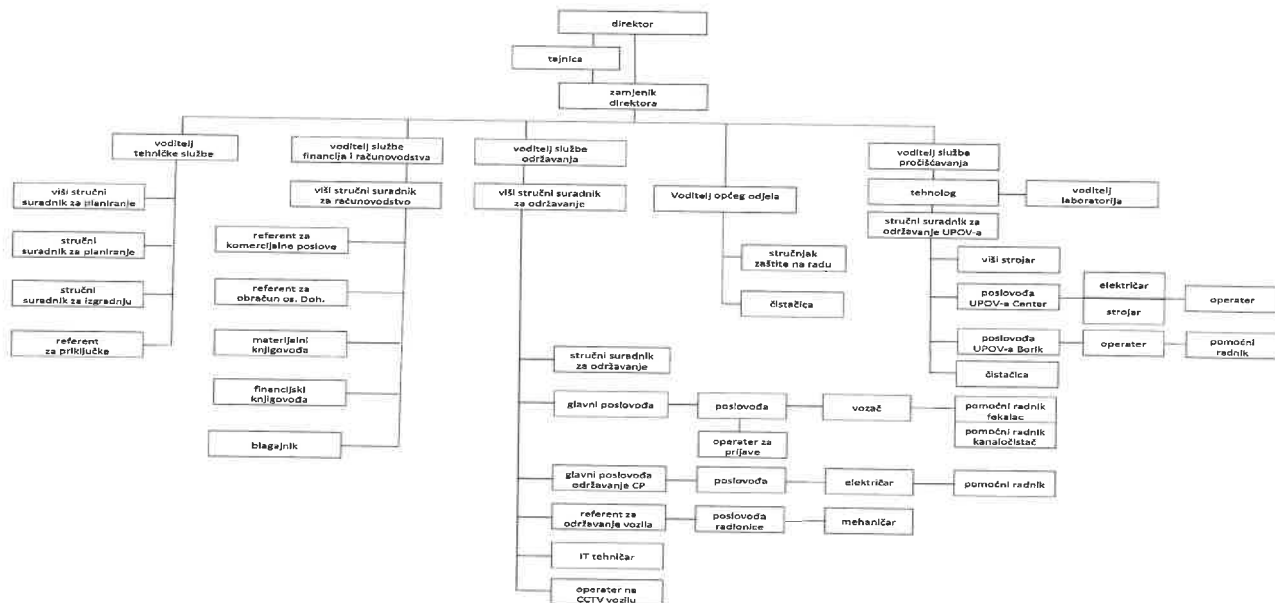 direktor
tajnica
zamjenik
direktora
voditelj
tehničke službe
voditelj službe
financija i računovodstva
voditelj službe
održavanja
voditelj službe
pročišćavanja
viši stručni
suradnik za planiranje
viši stručni suradnik
za računovodstvo
viši stručni suradnik
za održavanje
Voditelj općeg odjela
tehnolog
voditelj
laboratorija
stručni suradnik za
održavanje UPOV-a
stručni
suradnik za planiranje
referent za
komercijalne poslove
stručnjak
zaštite na radu
viši strojar
stručni
suradnik za izgradnju
referent za
obračun os. Doh.
čistačica
poslovođa
UPOV-a Centar
električar
strojar
operater
referent
za priključke
materijalni
knjigovođa
poslovođa
UPOV-a Borik
operater
pomoćni
radnik
stručni suradnik
za održavanje
čistačica
financijski
knjigovođa
glavni poslovođa
poslovođa
vozač
pomoćni radnik
fekalac
pomoćni radnik
kanaločistač
blagajnik
operater za
prijave
glavni poslovođa
održavanje CP
poslovođa
električar
pomoćni radnik
referent za
održavanje vozila
poslovođa
radionice
mehaničar
IT tehničar
operater na
CCTV vozilu